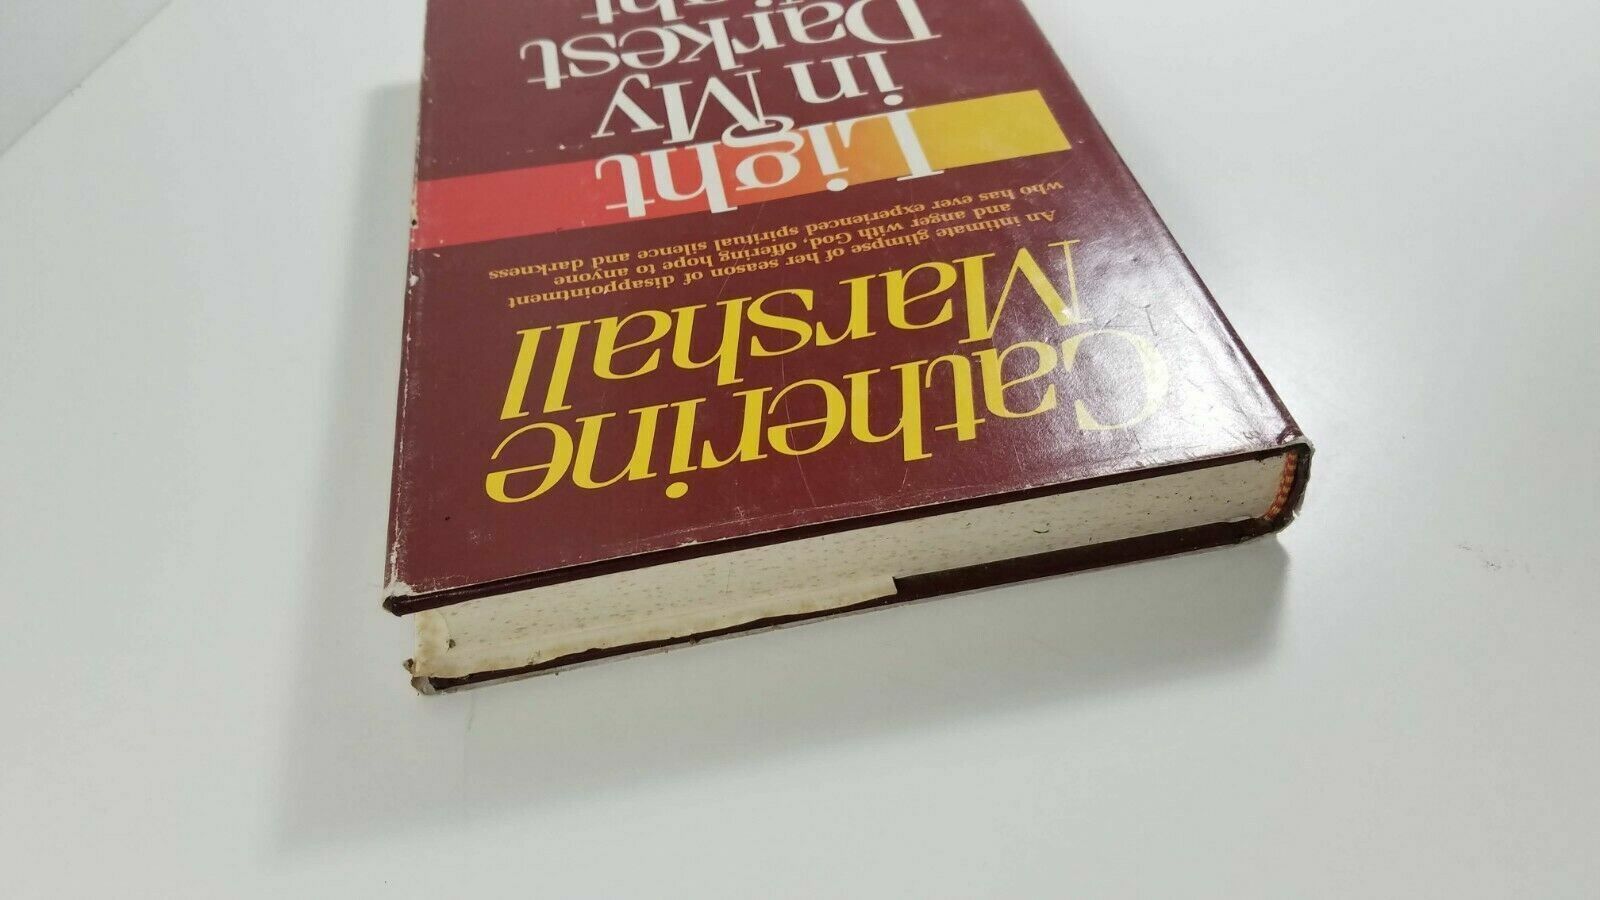 Catherine
Marshall
An intimate glimpse of her season of disappointment
and anger with God, offering hope to anyone
who has ever experienced spiritual silence and darkness
Light
in My
Darkest